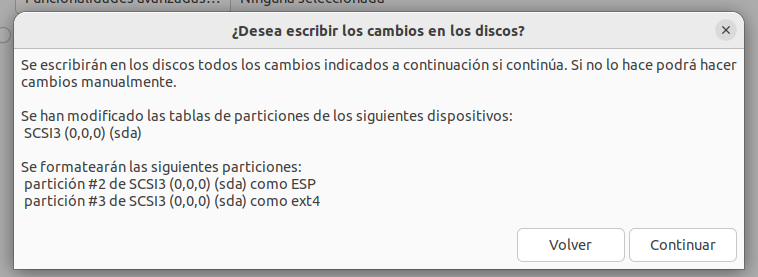 Funcionalidades avanzadas... Ninguna seleccionada
¿Desea escribir los cambios en los discos?
Se escribirán en los discos todos los cambios indicados a continuación si continúa. Si no lo hace podrá hacer
cambios manualmente.
Se han modificado las tablas de particiones de los siguientes dispositivos:
SCSI3 (0,0,0) (sda)
Se formatearán las siguientes particiones:
partición #2 de SCSI3 (0,0,0) (sda) como ESP
partición #3 de SCSI3 (0,0,0) (sda) como ext4
Volver
Continuar